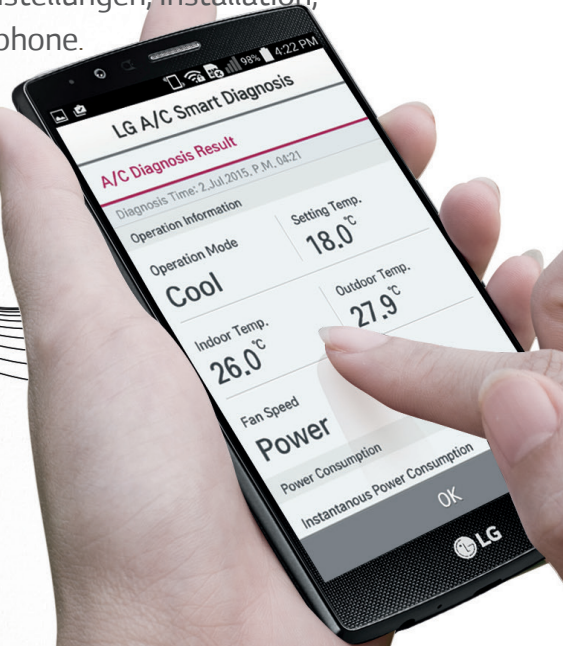 stellungen, Installation,
phone.
98% 4:22 PM
LG A/C Smart Diagnosis
A/C Diagnosis Result
Diagnosis Time: 2.Jul.2015, P.M. 04:21
Operation Information
Operation Mode
Setting Temp.
Cool
18.0℃
Indoor Temp.
Outdoor Temp.
26.0℃
27.9℃
Fan Speed
Power
Power Consumption
Instantanous Power Consumption
OK
LG